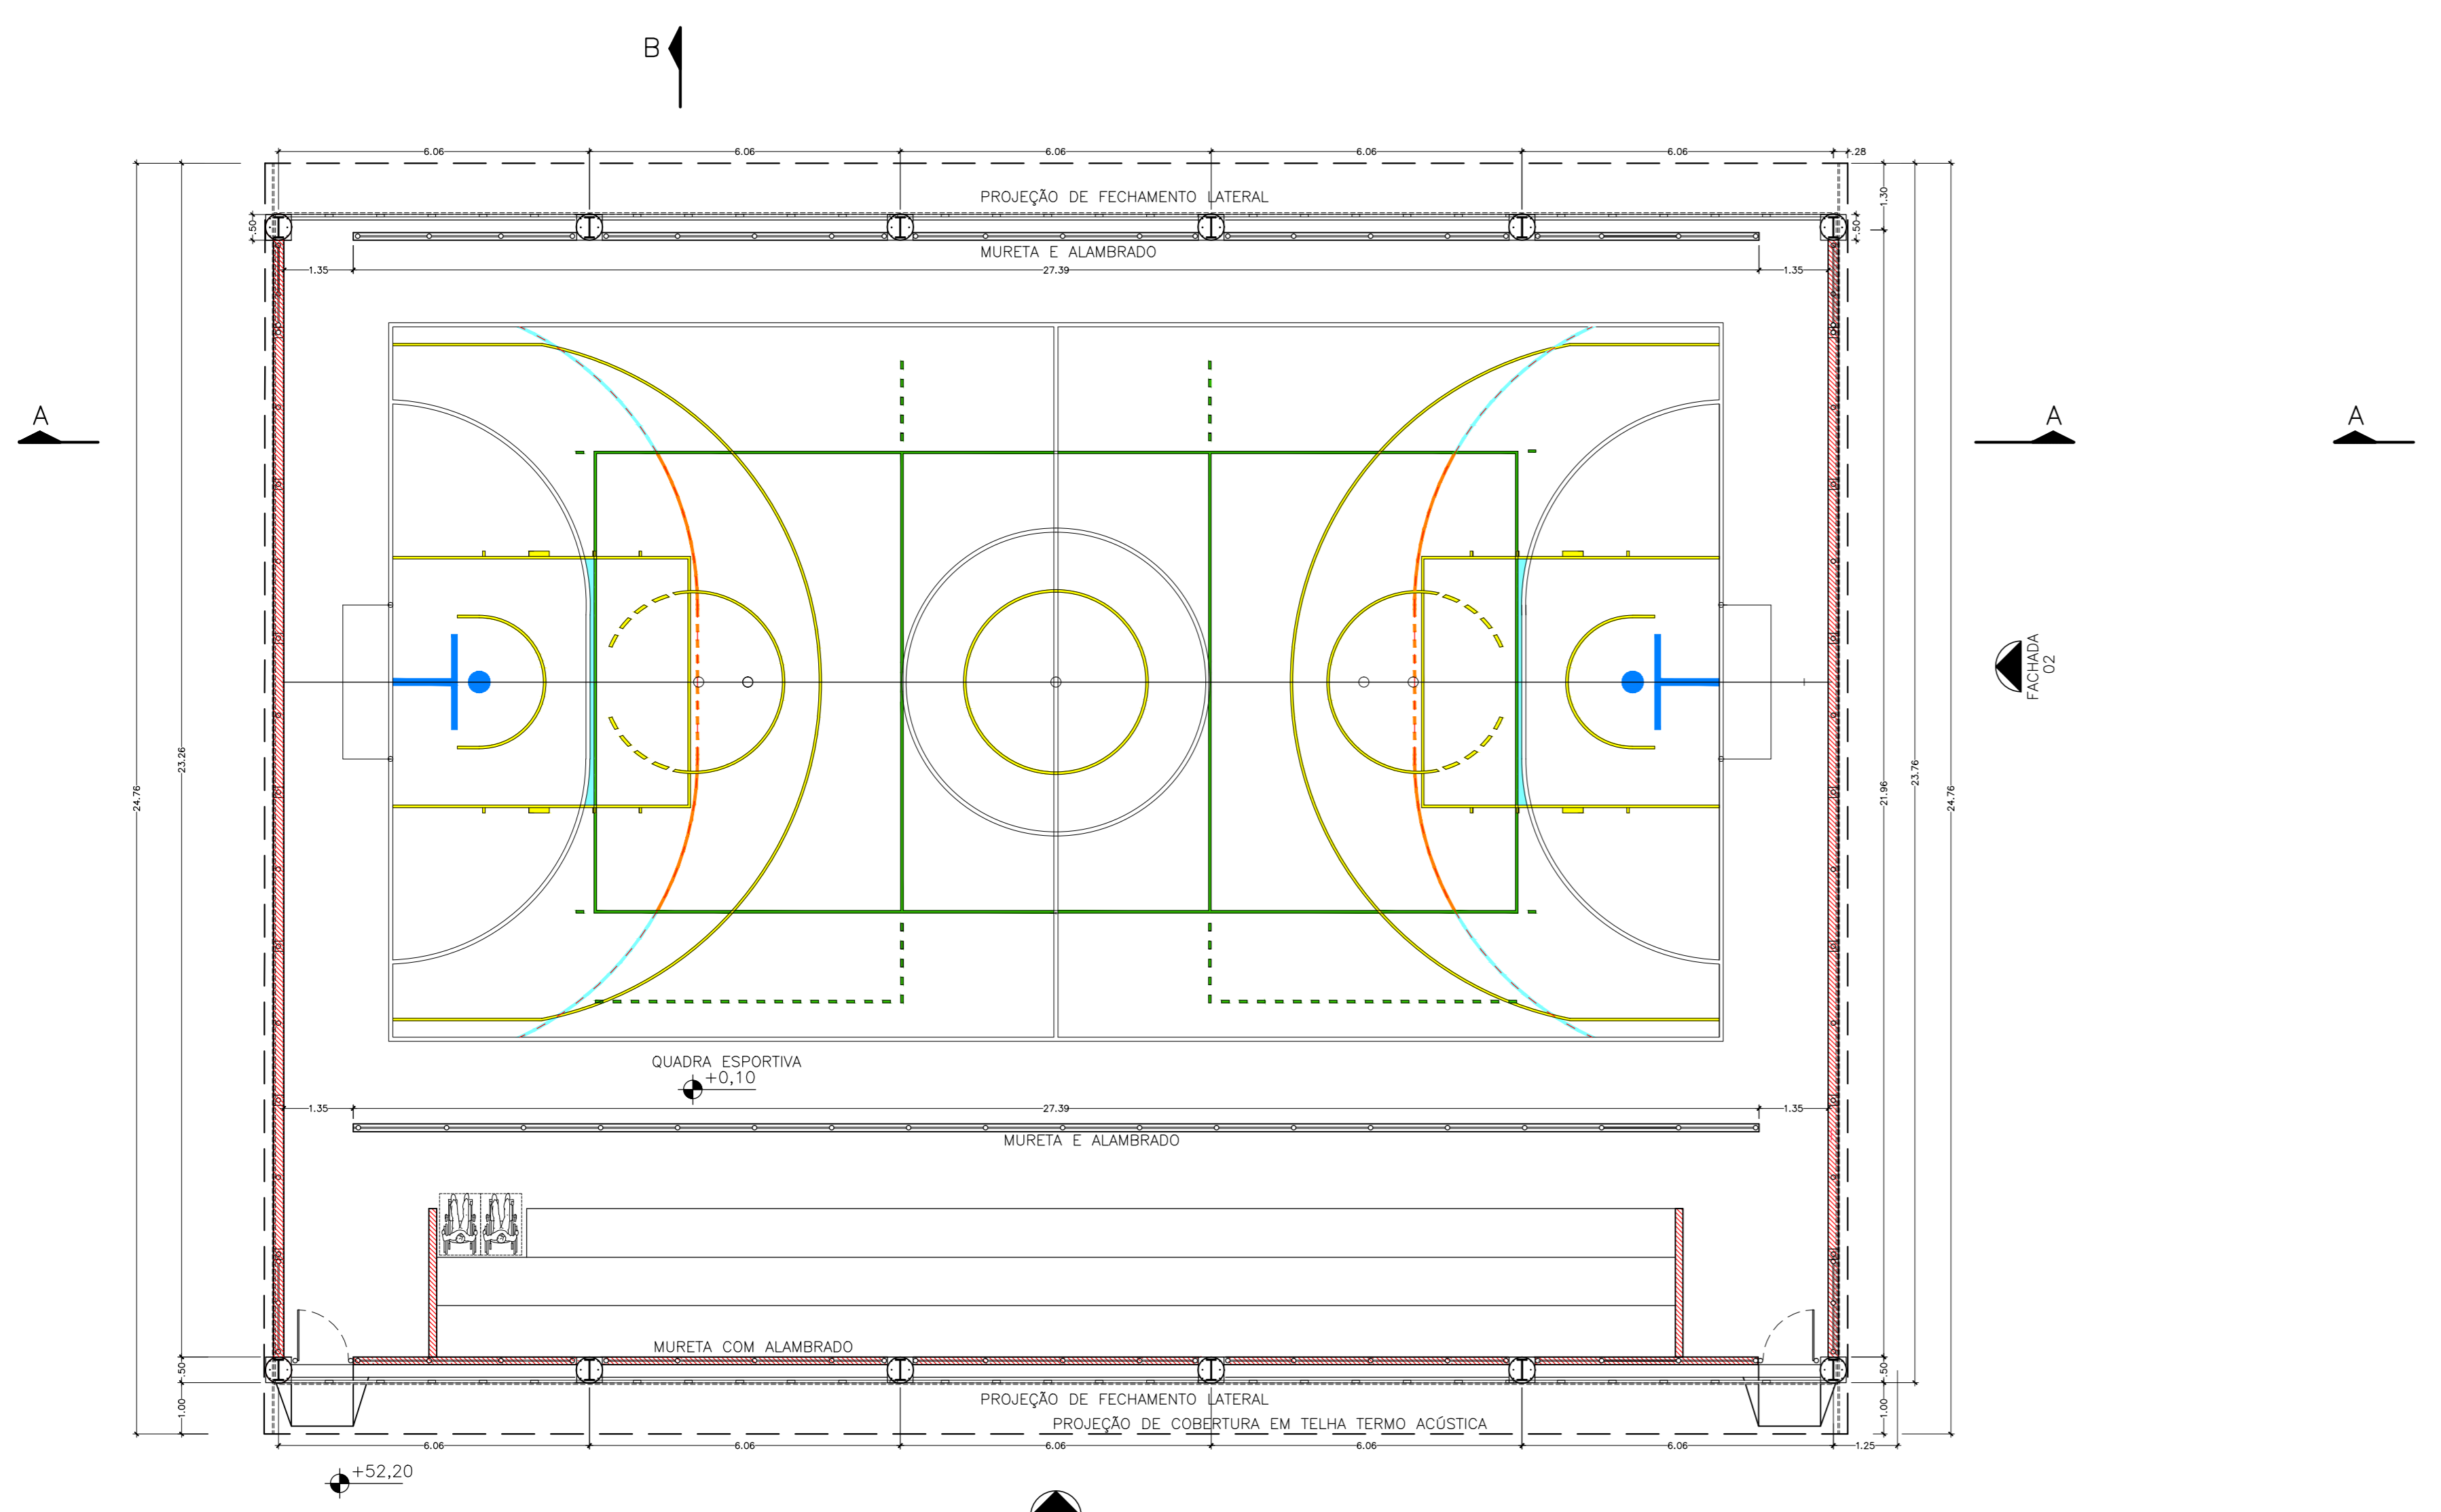 B
6.06 6.06 6.06 6.06 6.06 .28
PROJEÇÃO DE FECHAMENTO LATERAL
1.30
.50 .50
MURETA E ALAMBRADO
1.35 27.39 1.35
A A A
FACHADA
02
24.76 23.26 21.96 23.76 24.76
QUADRA ESPORTIVA
+0,10
1.35 27.39 1.35
MURETA E ALAMBRADO
MURETA COM ALAMBRADO
.50 .50
PROJEÇÃO DE FECHAMENTO LATERAL
1.00 1.00
PROJEÇÃO DE COBERTURA EM TELHA TERMO ACÚSTICA
6.06 6.06 6.06 6.06 6.06 1.25
+52,20